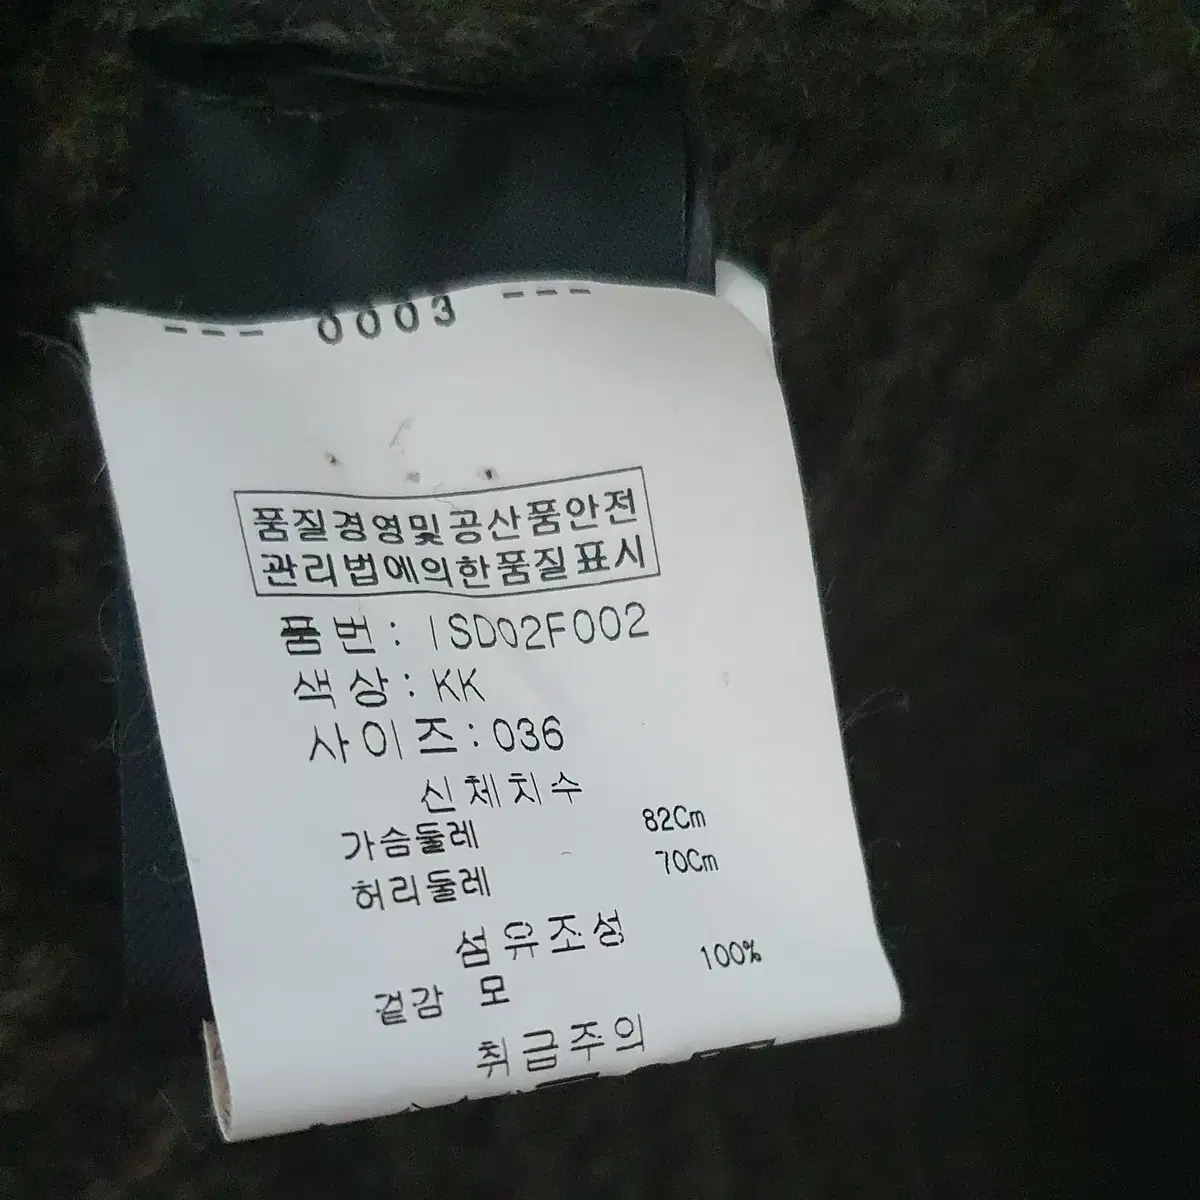 --- 0003 ---
품질경영및공산품안전
관리법에의한품질표시
품번: ISD02F002
색상: KK
사이즈: 036
신체치수
가슴둘레 82Cm
허리둘레 70Cm
섬유조성
겉감 모 100%
취급주의